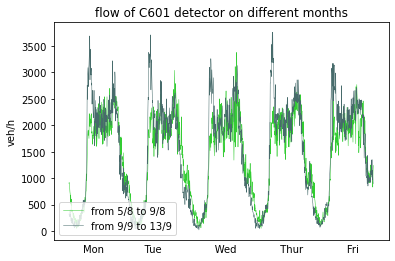 flow of C601 detector on different months
veh/h
3500
3000
2500
2000
1500
1000
500
0
from 5/8 to 9/8
from 9/9 to 13/9
Mon Tue Wed Thur Fri